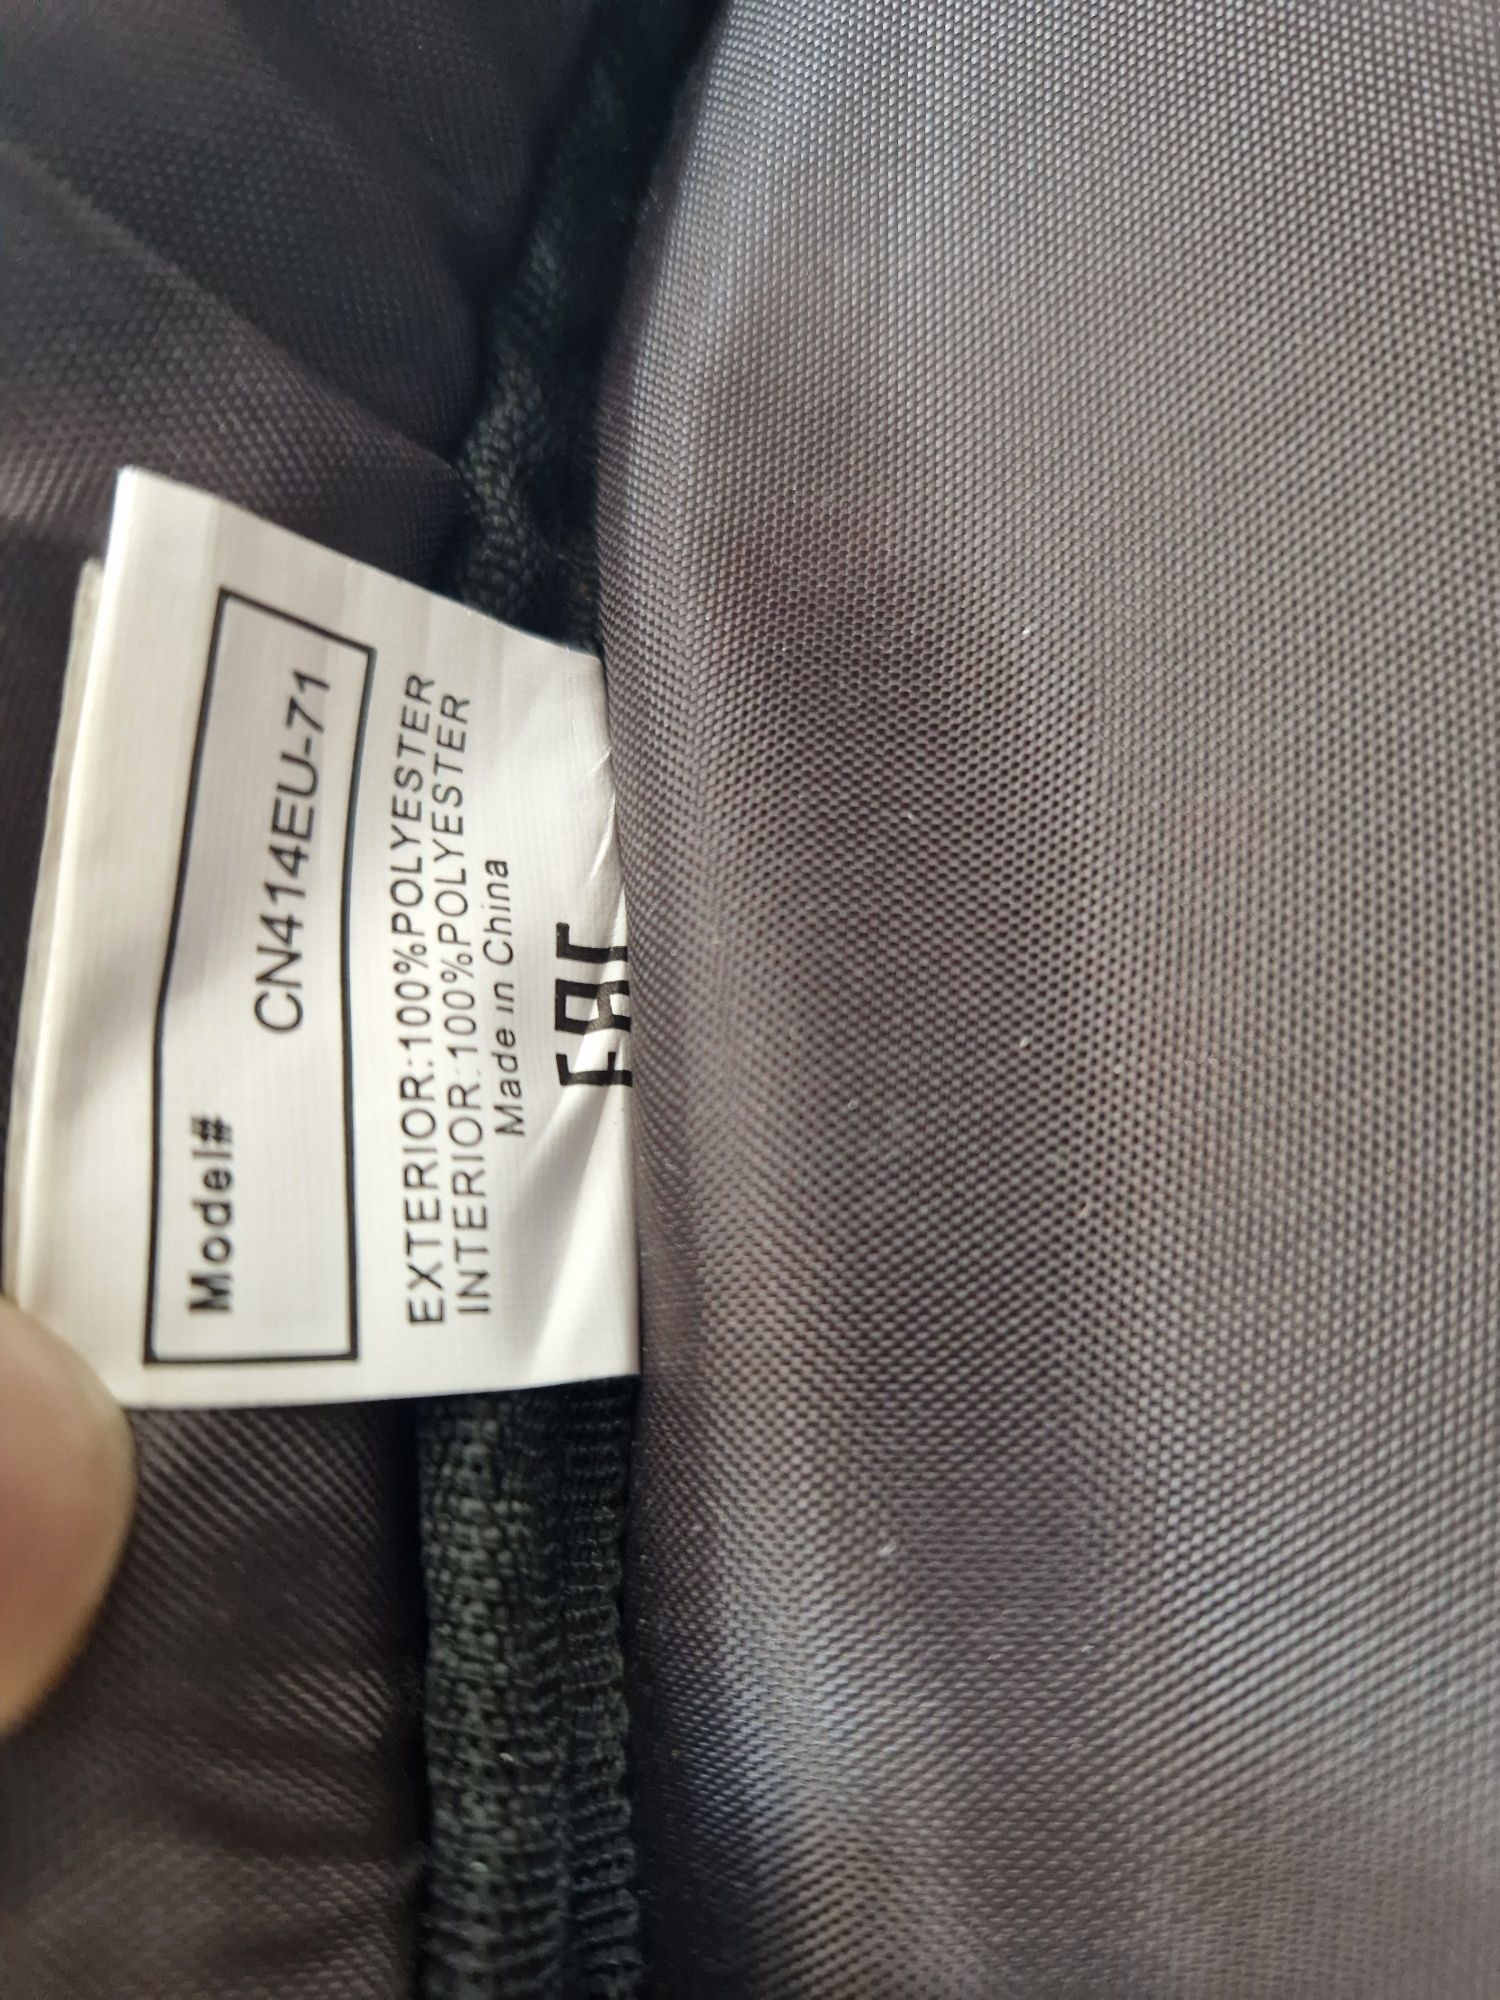 Model#
CN414EU-71
EXTERIOR:100%POLYESTER
INTERIOR:100%POLYESTER
Made in China
EAC